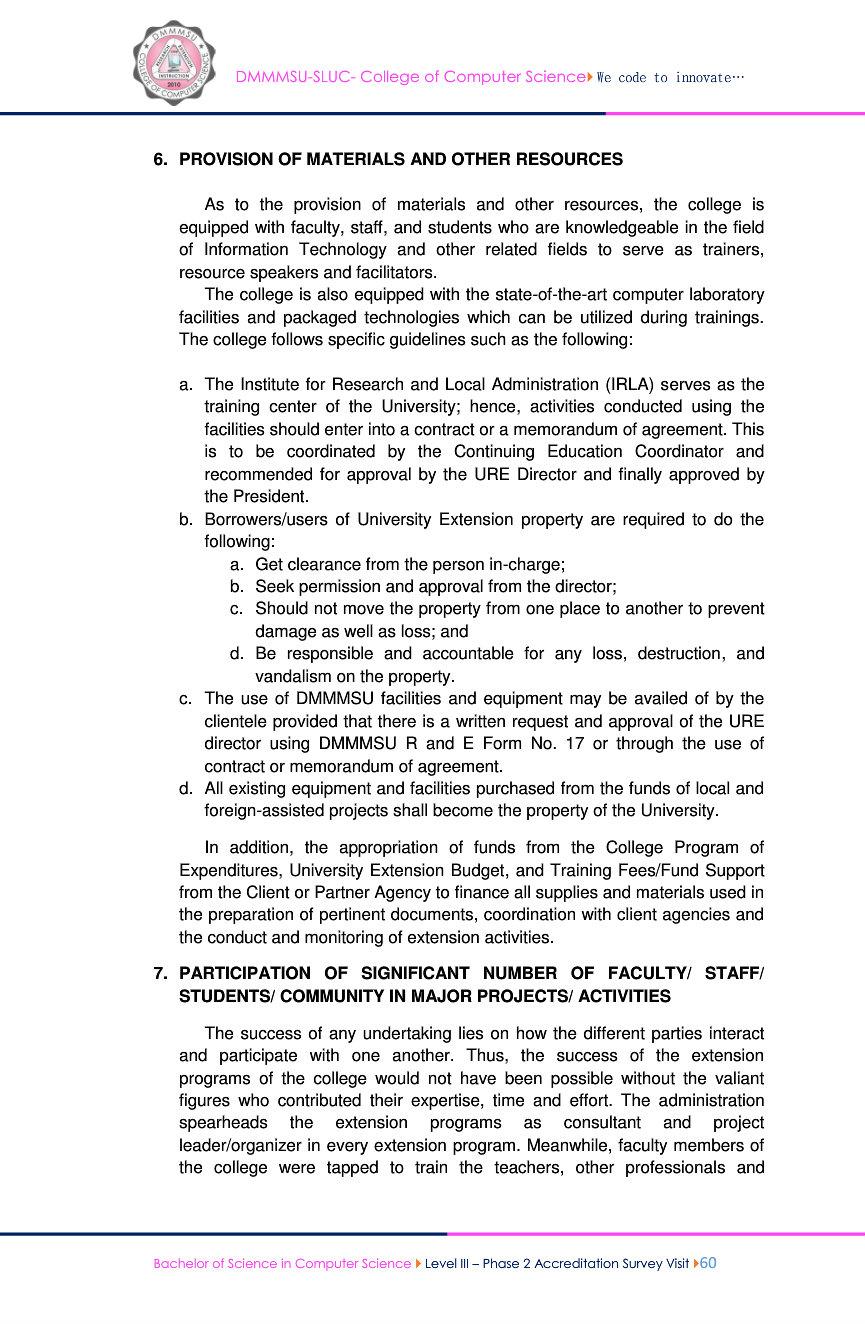 DMMMSU
COLLEGE OF COMPUTER SCIENCE
RESEARCH
EXTENSION
INSTRUCTION
2010
DMMMSU-SLUC- College of Computer Science We code to innovate…
6. PROVISION OF MATERIALS AND OTHER RESOURCES
As to the provision of materials and other resources, the college is
equipped with faculty, staff, and students who are knowledgeable in the field
of Information Technology and other related fields to serve as trainers,
resource speakers and facilitators.
The college is also equipped with the state-of-the-art computer laboratory
facilities and packaged technologies which can be utilized during trainings.
The college follows specific guidelines such as the following:
a. The Institute for Research and Local Administration (IRLA) serves as the
training center of the University; hence, activities conducted using the
facilities should enter into a contract or a memorandum of agreement. This
is to be coordinated by the Continuing Education Coordinator and
recommended for approval by the URE Director and finally approved by
the President.
b. Borrowers/users of University Extension property are required to do the
following:
a. Get clearance from the person in-charge;
b. Seek permission and approval from the director;
c. Should not move the property from one place to another to prevent
damage as well as loss; and
d. Be responsible and accountable for any loss, destruction, and
vandalism on the property.
c. The use of DMMMSU facilities and equipment may be availed of by the
clientele provided that there is a written request and approval of the URE
director using DMMMSU R and E Form No. 17 or through the use of
contract or memorandum of agreement.
d. All existing equipment and facilities purchased from the funds of local and
foreign-assisted projects shall become the property of the University.
In addition, the appropriation of funds from the College Program of
Expenditures, University Extension Budget, and Training Fees/Fund Support
from the Client or Partner Agency to finance all supplies and materials used in
the preparation of pertinent documents, coordination with client agencies and
the conduct and monitoring of extension activities.
7. PARTICIPATION OF SIGNIFICANT NUMBER OF FACULTY/ STAFF/
STUDENTS/ COMMUNITY IN MAJOR PROJECTS/ ACTIVITIES
The success of any undertaking lies on how the different parties interact
and participate with one another. Thus, the success of the extension
programs of the college would not have been possible without the valiant
figures who contributed their expertise, time and effort. The administration
spearheads the extension programs as consultant and project
leader/organizer in every extension program. Meanwhile, faculty members of
the college were tapped to train the teachers, other professionals and
Bachelor of Science in Computer Science Level III – Phase 2 Accreditation Survey Visit 60